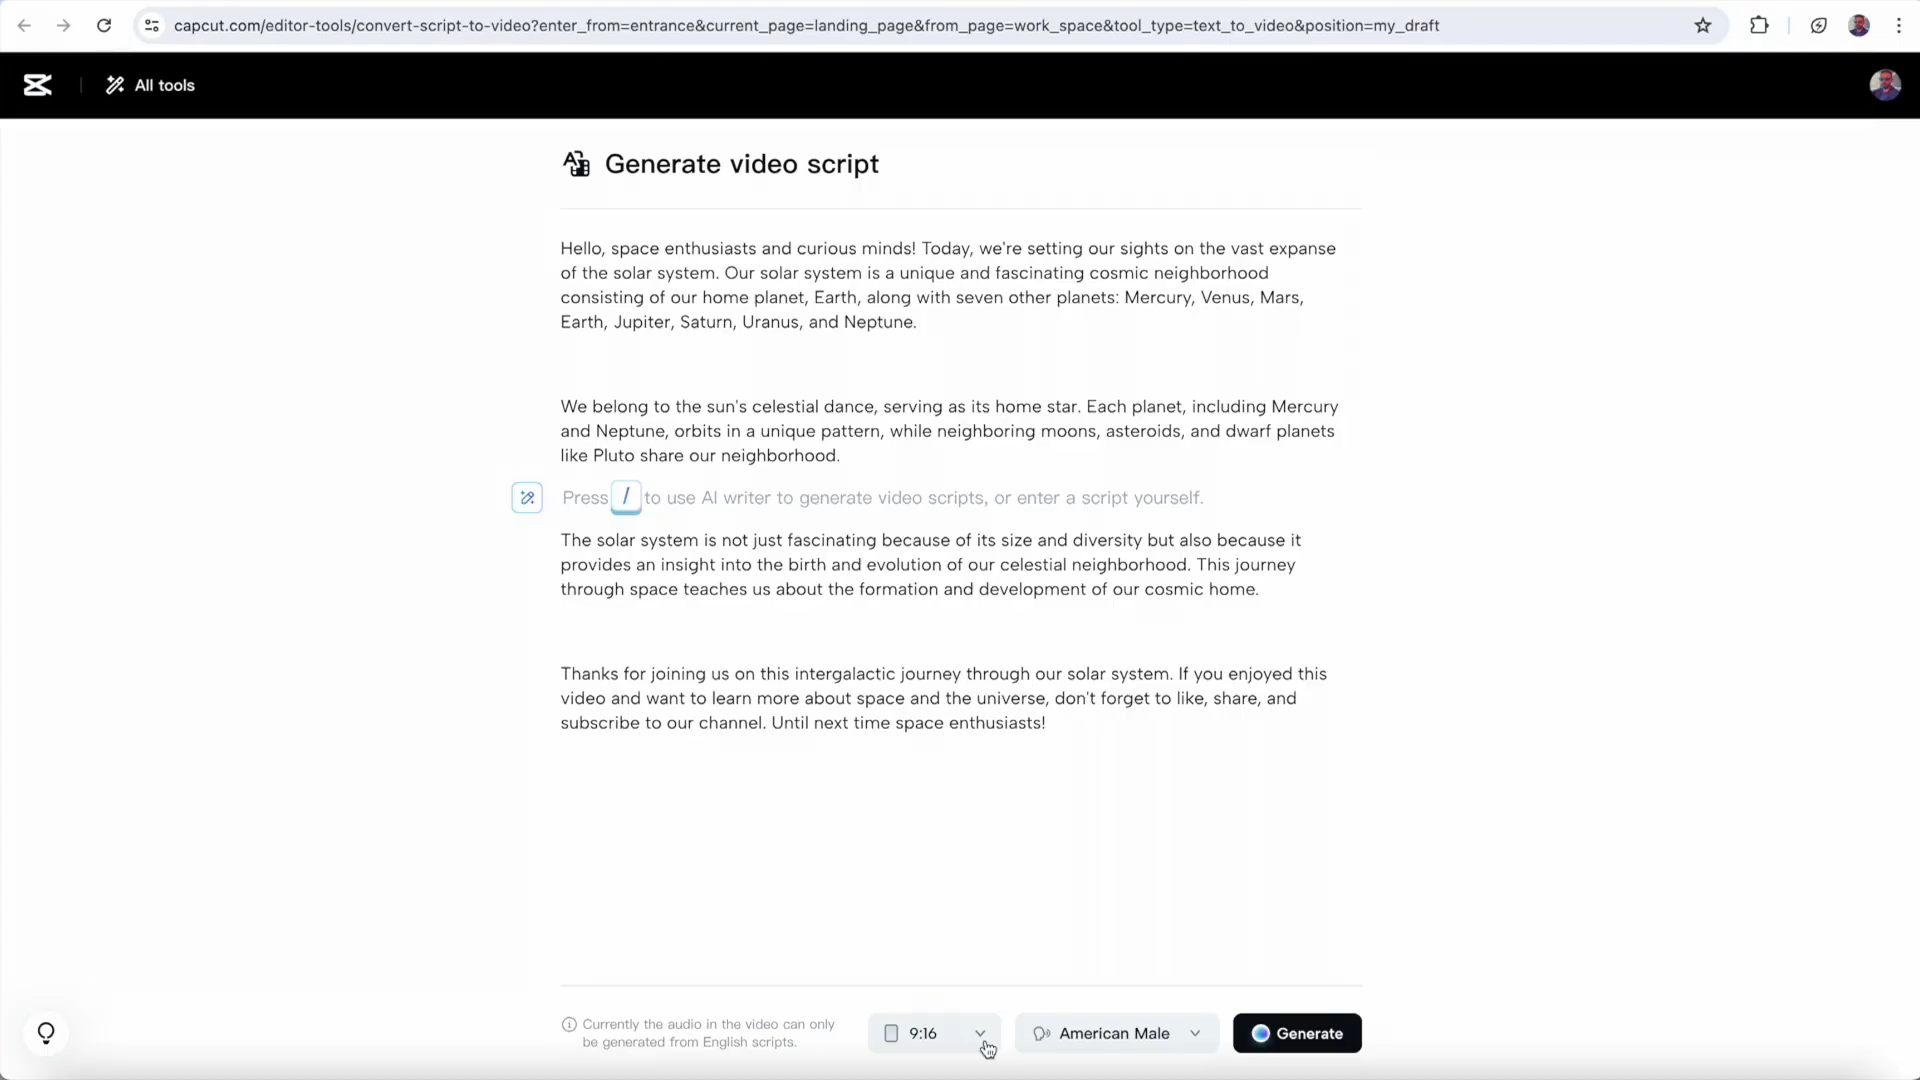 capcut.com/editor-tools/convert-script-to-video?enter_from=entrance&current_page=landing_page&from_page=work_space&tool_type=text_to_video&position=my_draft
All tools
Generate video script
Hello, space enthusiasts and curious minds! Today, we're setting our sights on the vast expanse
of the solar system. Our solar system is a unique and fascinating cosmic neighborhood
consisting of our home planet, Earth, along with seven other planets: Mercury, Venus, Mars,
Earth, Jupiter, Saturn, Uranus, and Neptune.
We belong to the sun's celestial dance, serving as its home star. Each planet, including Mercury
and Neptune, orbits in a unique pattern, while neighboring moons, asteroids, and dwarf planets
like Pluto share our neighborhood.
Press / to use AI writer to generate video scripts, or enter a script yourself.
The solar system is not just fascinating because of its size and diversity but also because it
provides an insight into the birth and evolution of our celestial neighborhood. This journey
through space teaches us about the formation and development of our cosmic home.
Thanks for joining us on this intergalactic journey through our solar system. If you enjoyed this
video and want to learn more about space and the universe, don't forget to like, share, and
subscribe to our channel. Until next time space enthusiasts!
Currently the audio in the video can only
be generated from English scripts.
9:16
American Male
Generate